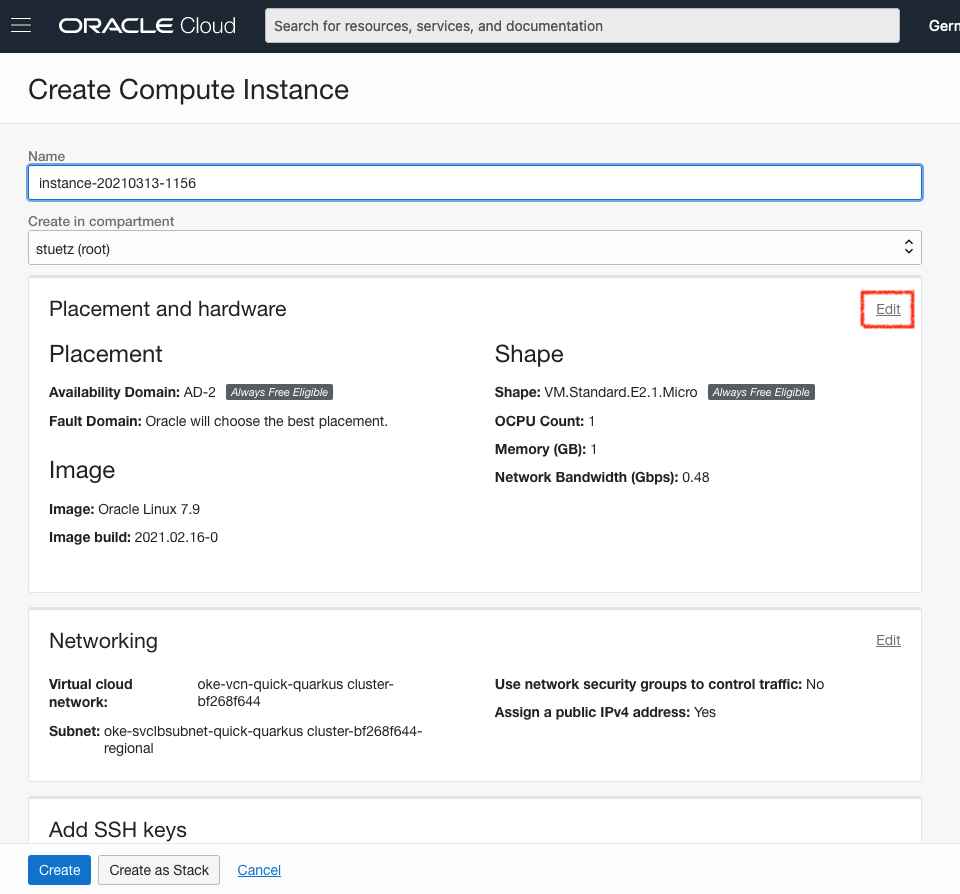 ORACLE Cloud
Search for resources, services, and documentation
Germ
Create Compute Instance
Name
instance-20210313-1156
Create in compartment
stuetz (root)
Placement and hardware
Edit
Placement
Availability Domain: AD-2 Always Free Eligible
Fault Domain: Oracle will choose the best placement.
Image
Image: Oracle Linux 7.9
Image build: 2021.02.16-0
Shape
Shape: VM.Standard.E2.1.Micro Always Free Eligible
OCPU Count: 1
Memory (GB): 1
Network Bandwidth (Gbps): 0.48
Networking
Edit
Virtual cloud
network:
oke-vcn-quick-quarkus cluster-
bf268f644
Subnet: oke-svclbsubnet-quick-quarkus cluster-bf268f644-
regional
Use network security groups to control traffic: No
Assign a public IPv4 address: Yes
Add SSH keys
Create
Create as Stack
Cancel